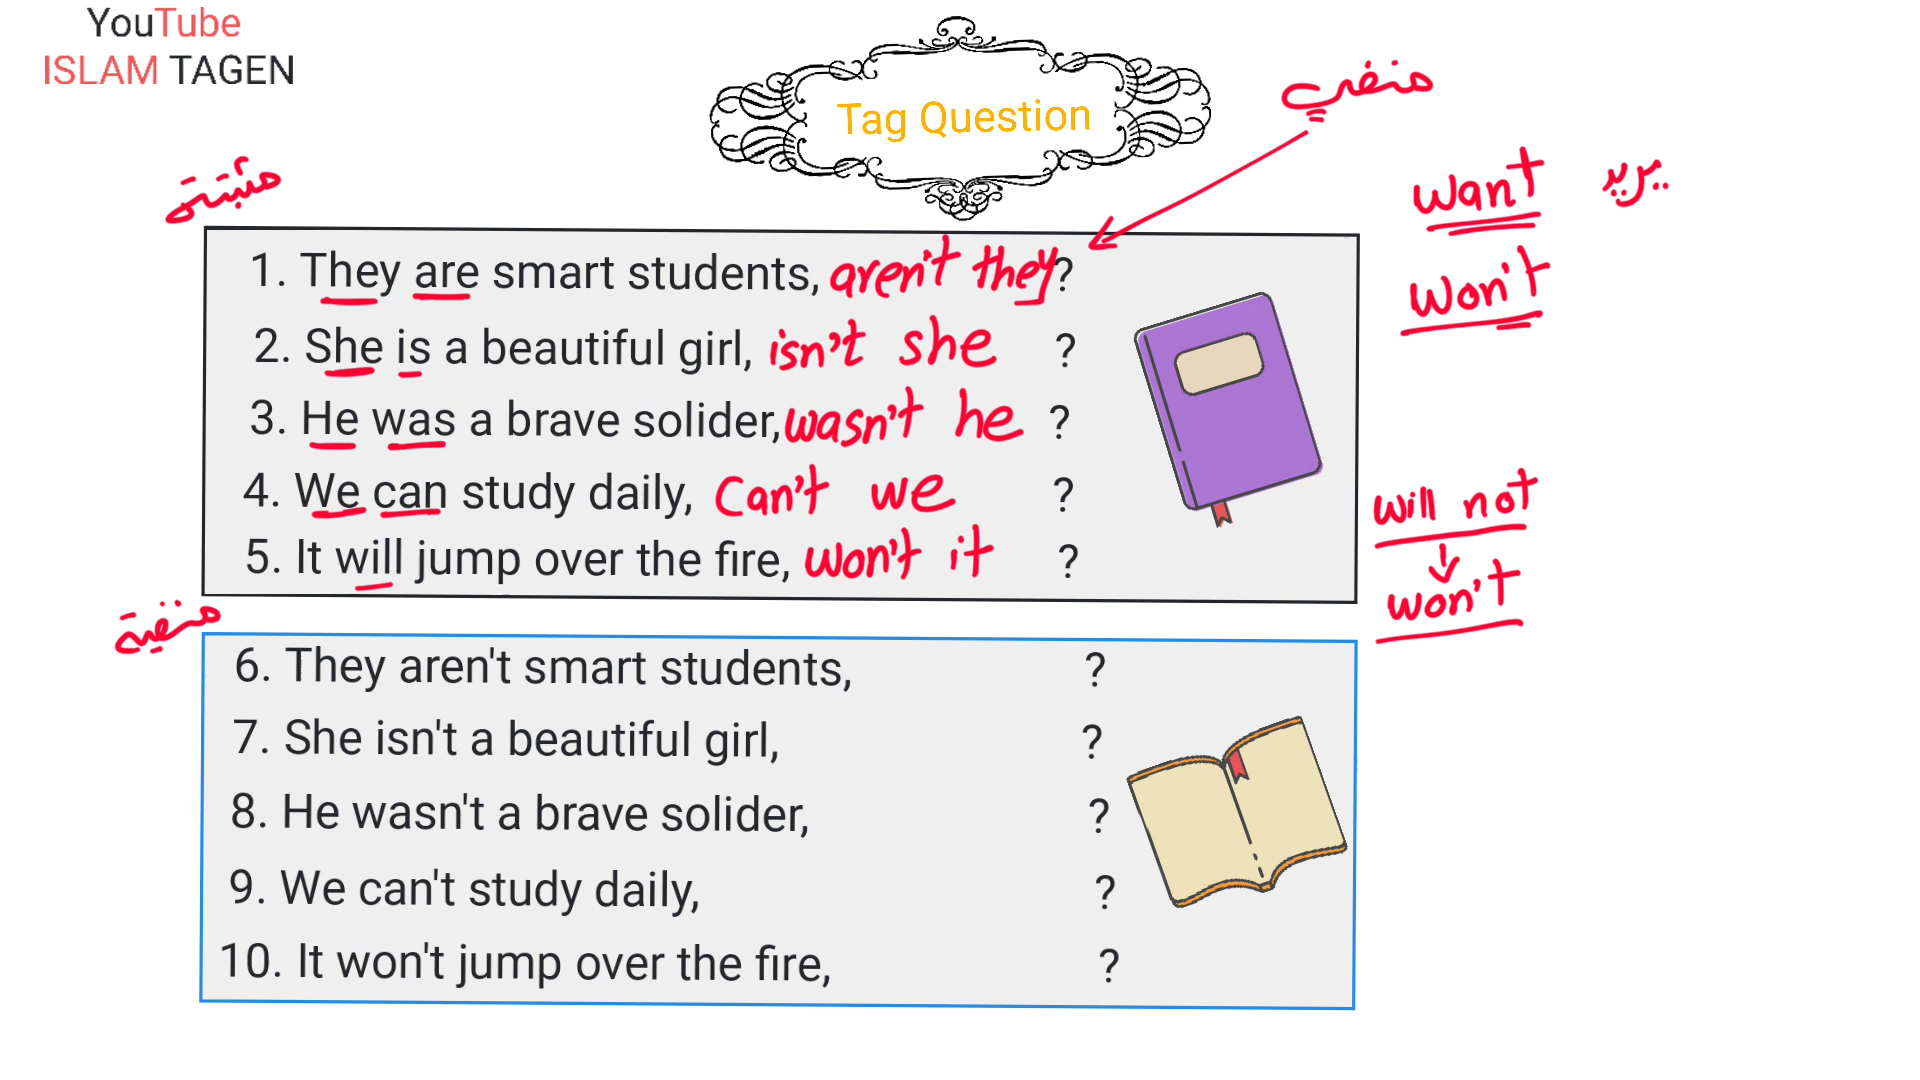 YouTube
ISLAM TAGEN
Tag Question
منفي
مثبتة
want يريد
won't
1. They are smart students, aren't they?
2. She is a beautiful girl, isn't she ?
3. He was a brave solider, wasn't he ?
4. We can study daily, Can't we ?
5. It will jump over the fire, won't it ?
will not
won't
منفية
6. They aren't smart students, ?
7. She isn't a beautiful girl, ?
8. He wasn't a brave solider, ?
9. We can't study daily, ?
10. It won't jump over the fire, ?